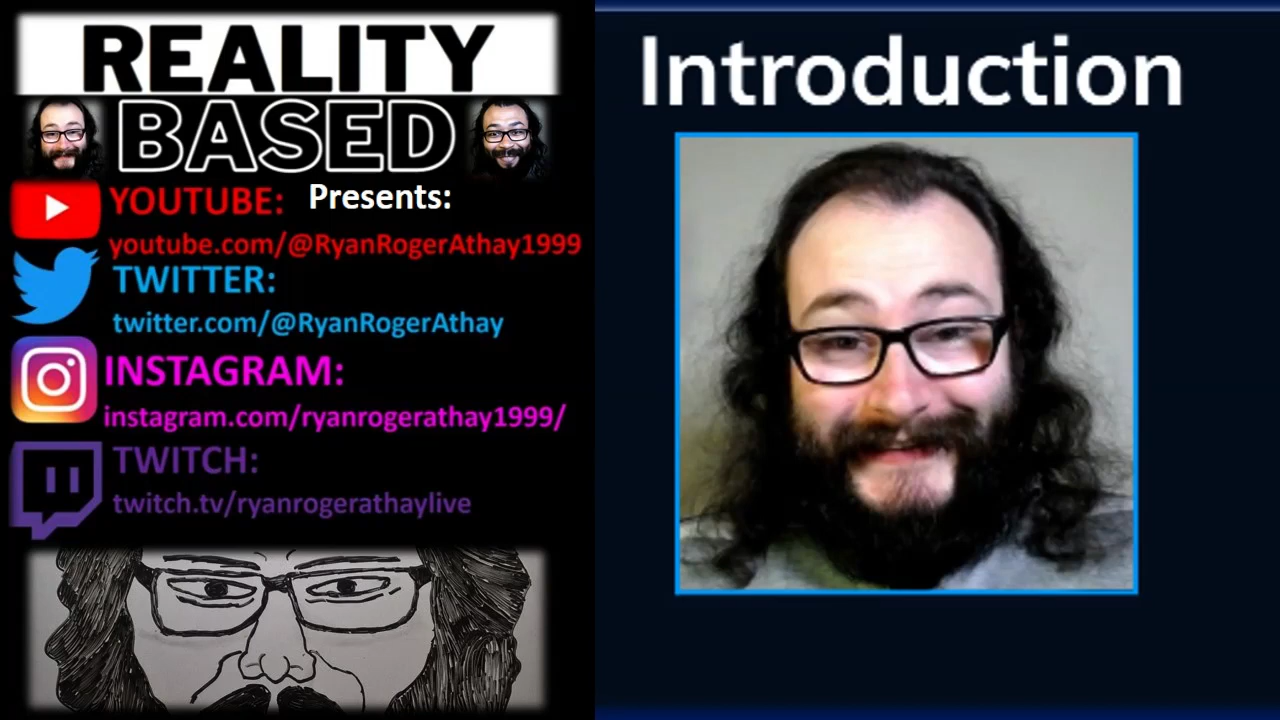 REALITY
BASED
YOUTUBE: Presents:
youtube.com/@RyanRogerAthay1999
TWITTER:
twitter.com/@RyanRogerAthay
INSTAGRAM:
instagram.com/ryanrogerathay1999/
TWITCH:
twitch.tv/ryanrogerathaylive
Introduction